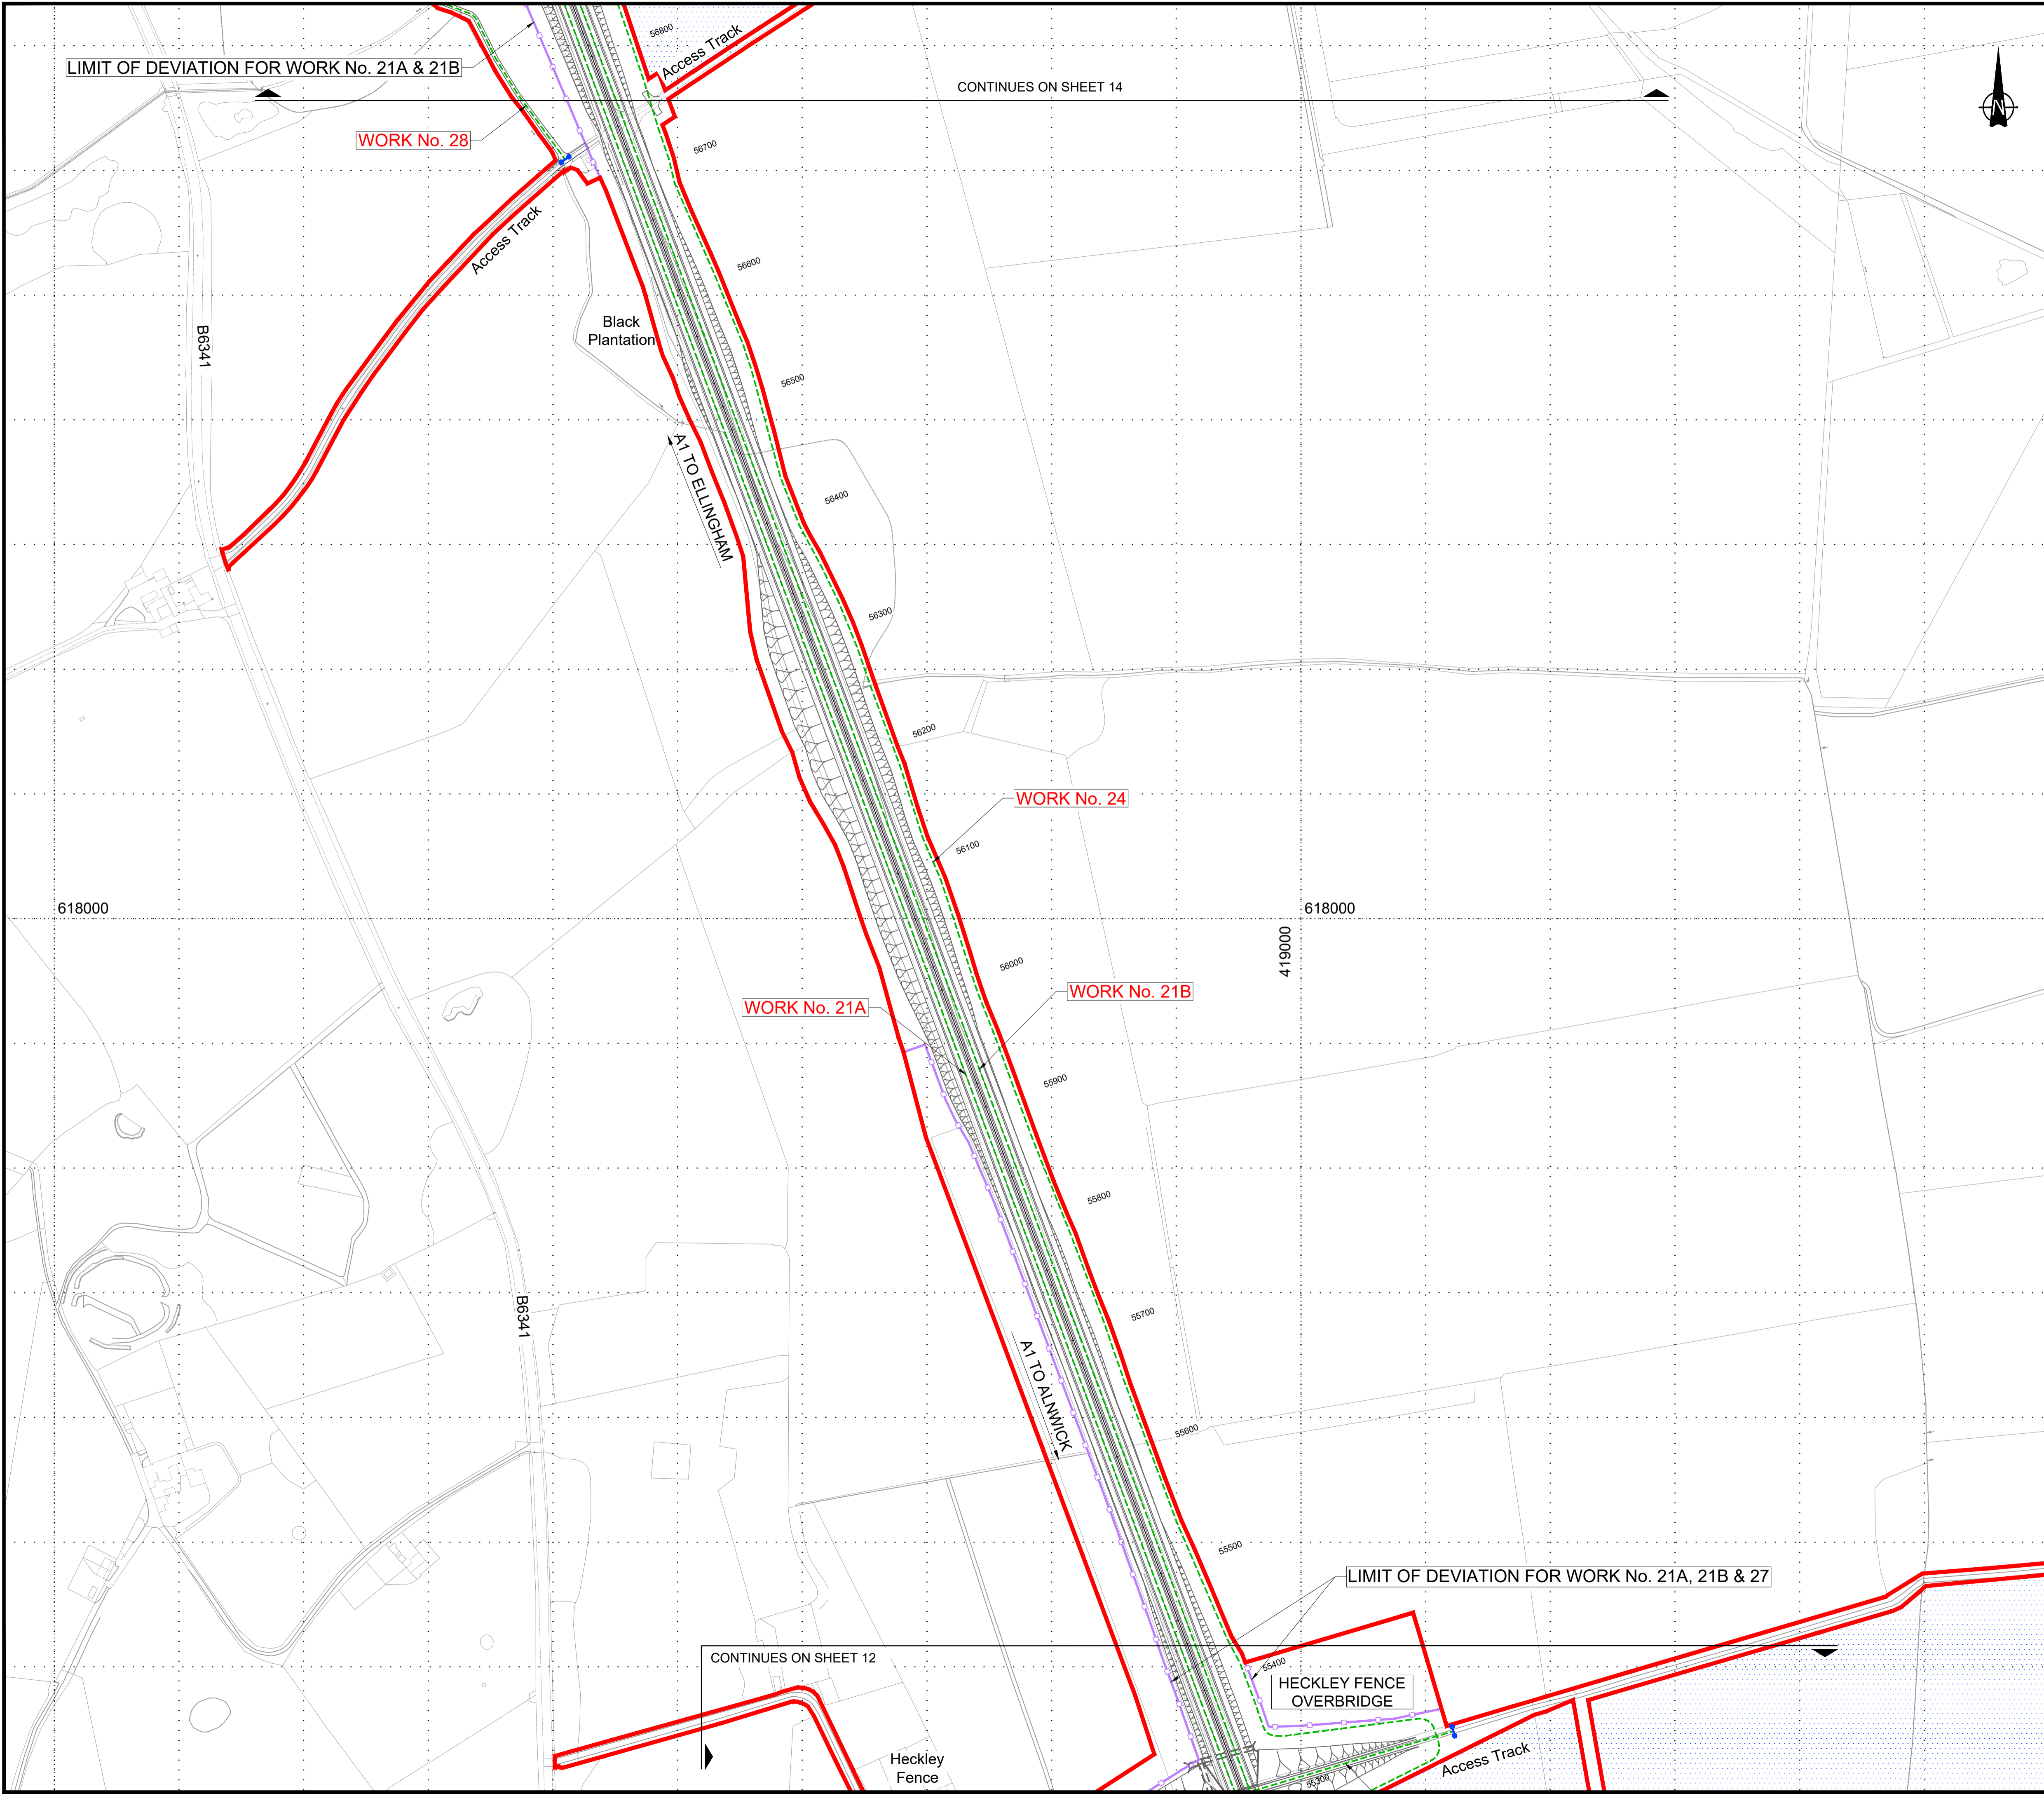 56800
Access Track
LIMIT OF DEVIATION FOR WORK No. 21A & 21B
CONTINUES ON SHEET 14
N
WORK No. 28
56700
Access Track
56600
Black
Plantation
B6341
56500
A1 TO ELLINGHAM
56400
56300
56200
WORK No. 24
56100
618000
618000
419000
56000
WORK No. 21A
WORK No. 21B
55900
55800
B6341
55700
A1 TO ALNWICK
55600
55500
LIMIT OF DEVIATION FOR WORK No. 21A, 21B & 27
CONTINUES ON SHEET 12
55400
HECKLEY FENCE
OVERBRIDGE
Heckley
Fence
Access Track
55300